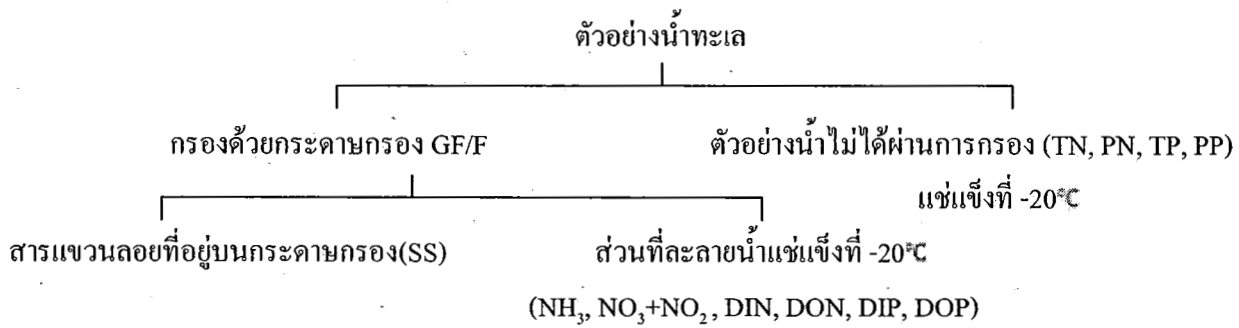 ตัวอย่างน้ำทะเล
กรองด้วยกระดาษกรอง GF/F
ตัวอย่างน้ำไม่ได้ผ่านการกรอง (TN, PN, TP, PP)
แช่แข็งที่ -20°C
สารแขวนลอยที่อยู่บนกระดาษกรอง(SS)
ส่วนที่ละลายน้ำแช่แข็งที่ -20°C
(NH₃, NO₃+NO₂, DIN, DON, DIP, DOP)